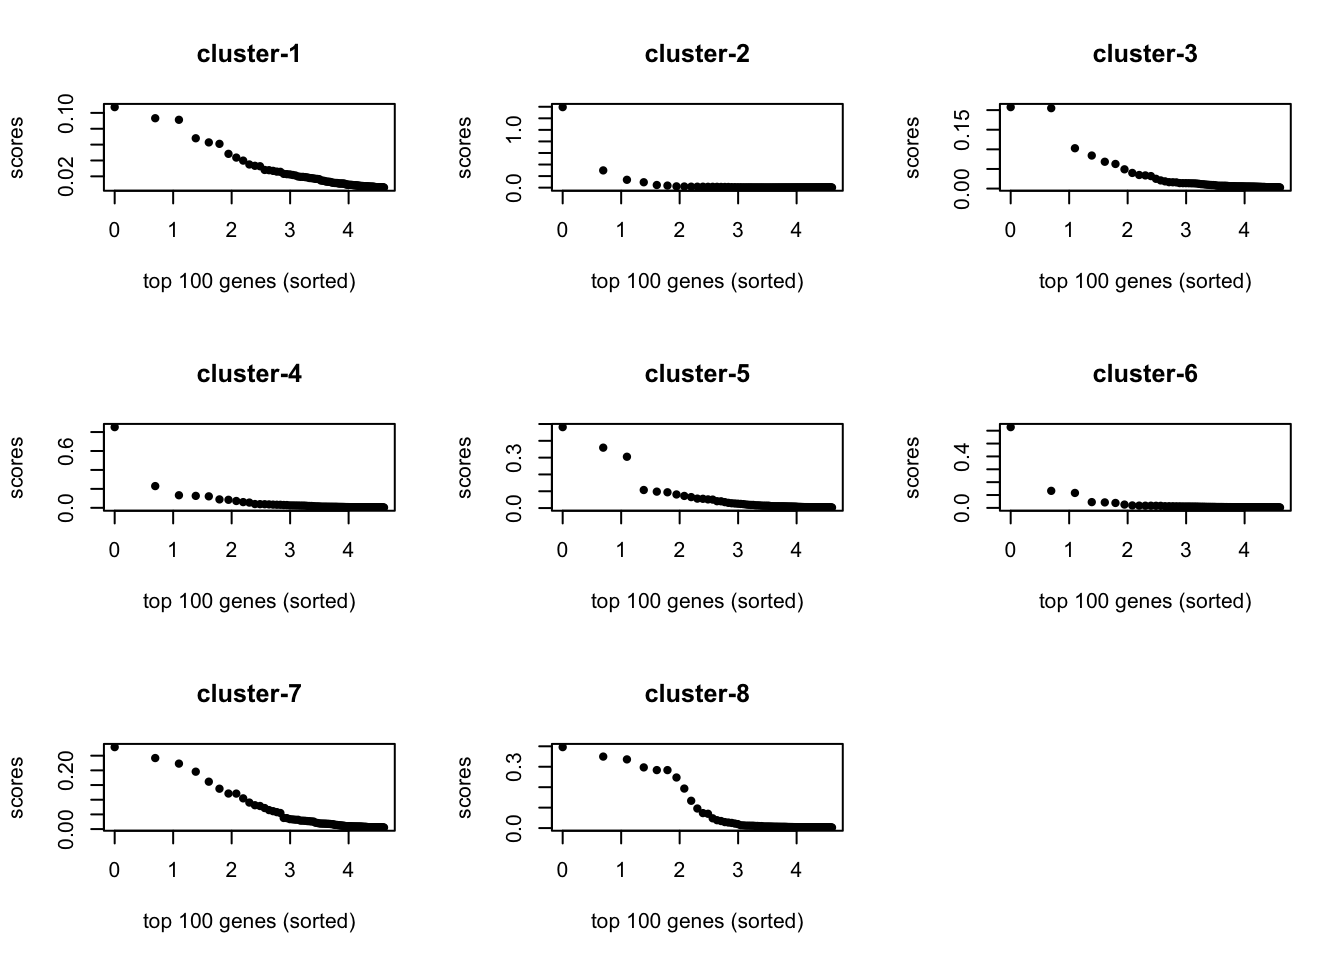 cluster-1
scores
0.02 0.10
0 1 2 3 4
top 100 genes (sorted)
cluster-2
scores
0.0 1.0
0 1 2 3 4
top 100 genes (sorted)
cluster-3
scores
0.00 0.15
0 1 2 3 4
top 100 genes (sorted)
cluster-4
scores
0.0 0.6
0 1 2 3 4
top 100 genes (sorted)
cluster-5
scores
0.0 0.3
0 1 2 3 4
top 100 genes (sorted)
cluster-6
scores
0.0 0.4
0 1 2 3 4
top 100 genes (sorted)
cluster-7
scores
0.00 0.20
0 1 2 3 4
top 100 genes (sorted)
cluster-8
scores
0.0 0.3
0 1 2 3 4
top 100 genes (sorted)